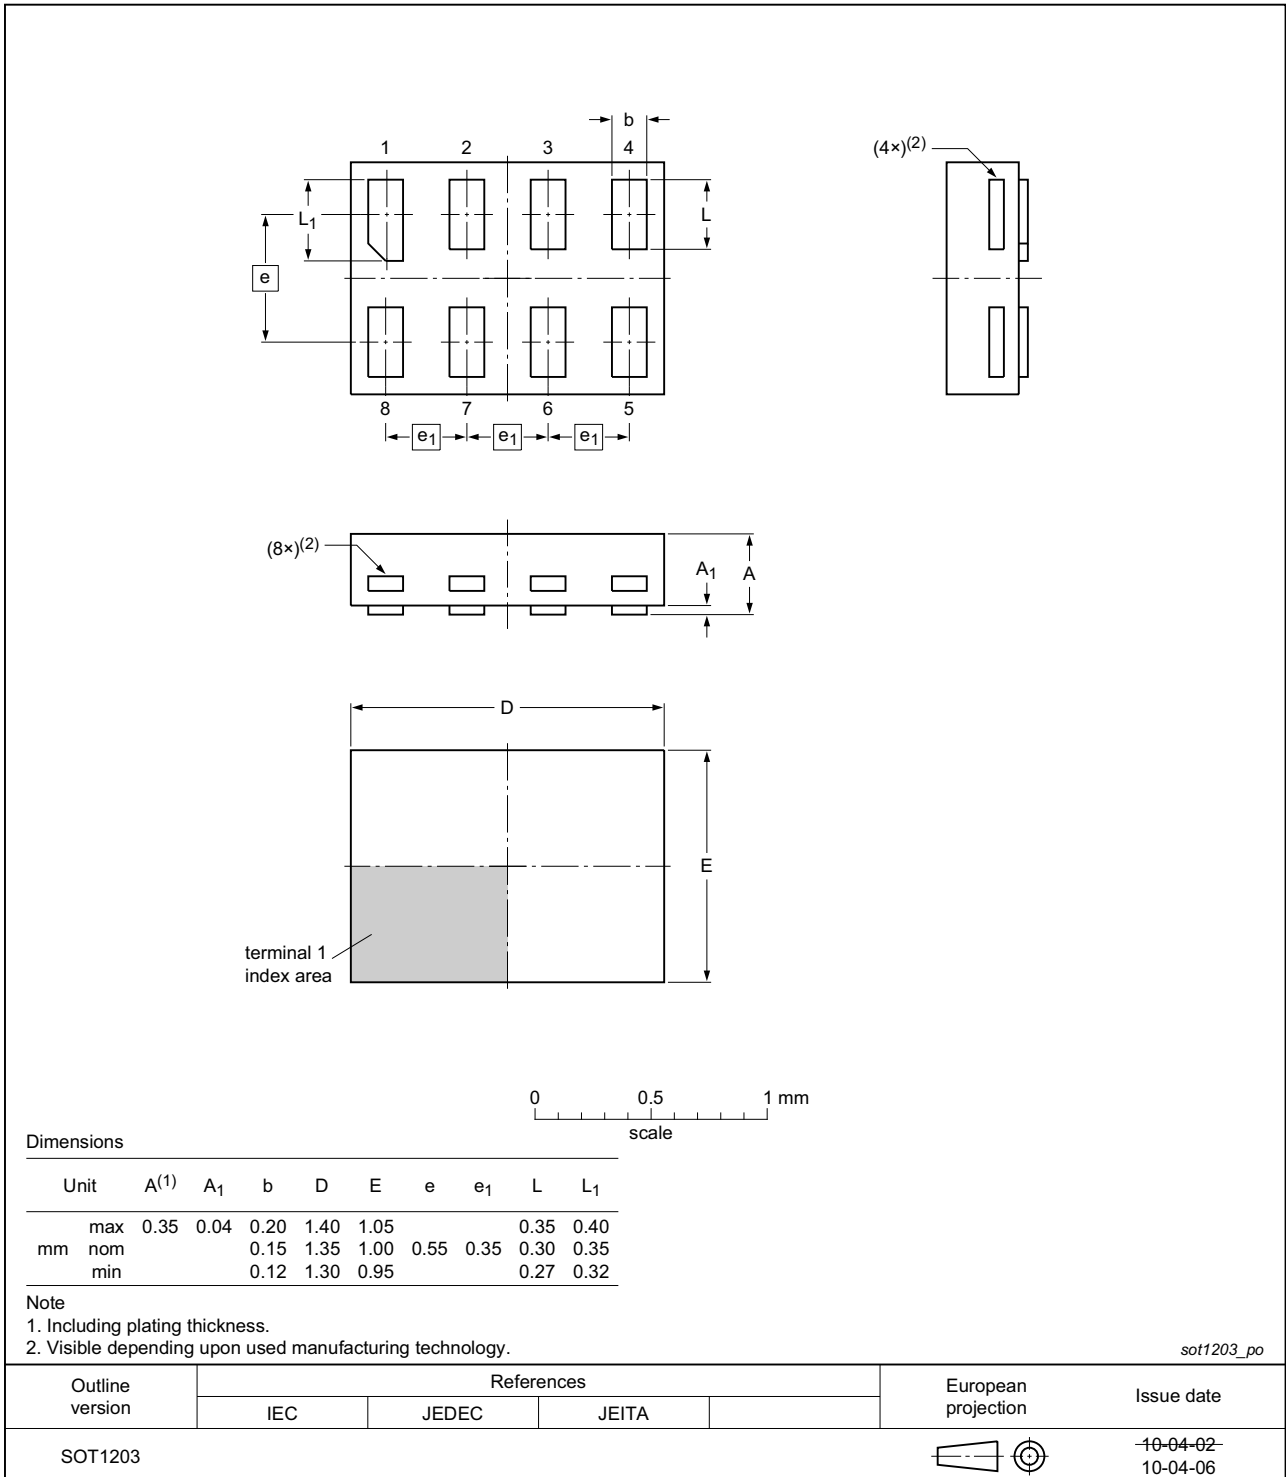 b
1 2 3 4
(4×)(2)
L1
L
e
8 7 6 5
e1 e1 e1
(8×)(2)
A1 A
D
E
terminal 1
index area
0 0.5 1 mm
scale
Dimensions
Unit A(1) A1 b D E e e1 L L1
max 0.35 0.04 0.20 1.40 1.05 0.35 0.40
mm nom 0.15 1.35 1.00 0.55 0.35 0.30 0.35
min 0.12 1.30 0.95 0.27 0.32
Note
1. Including plating thickness.
2. Visible depending upon used manufacturing technology.
sot1203_po
Outline
version
References
IEC JEDEC JEITA
European
projection
Issue date
SOT1203
10-04-02
10-04-06